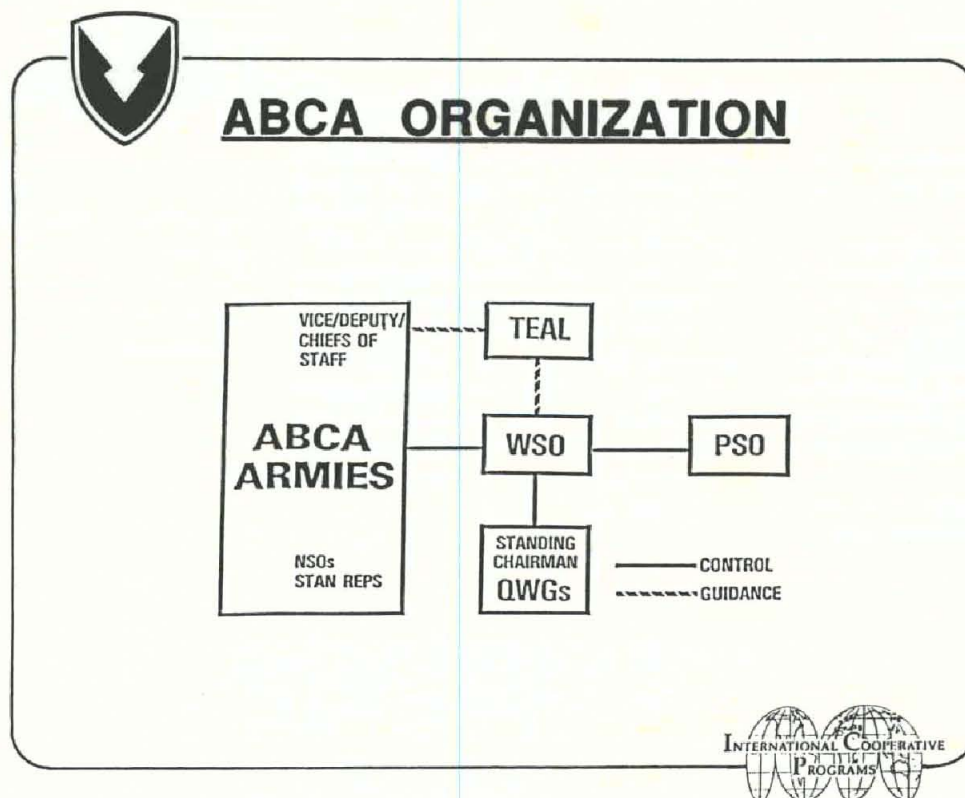 ABCA ORGANIZATION
VICE/DEPUTY/
CHIEFS OF
STAFF
ABCA
ARMIES
NSOs
STAN REPS
TEAL
WSO
PSO
STANDING
CHAIRMAN
QWGs
CONTROL
GUIDANCE
INTERNATIONAL COOPERATIVE
PROGRAMS